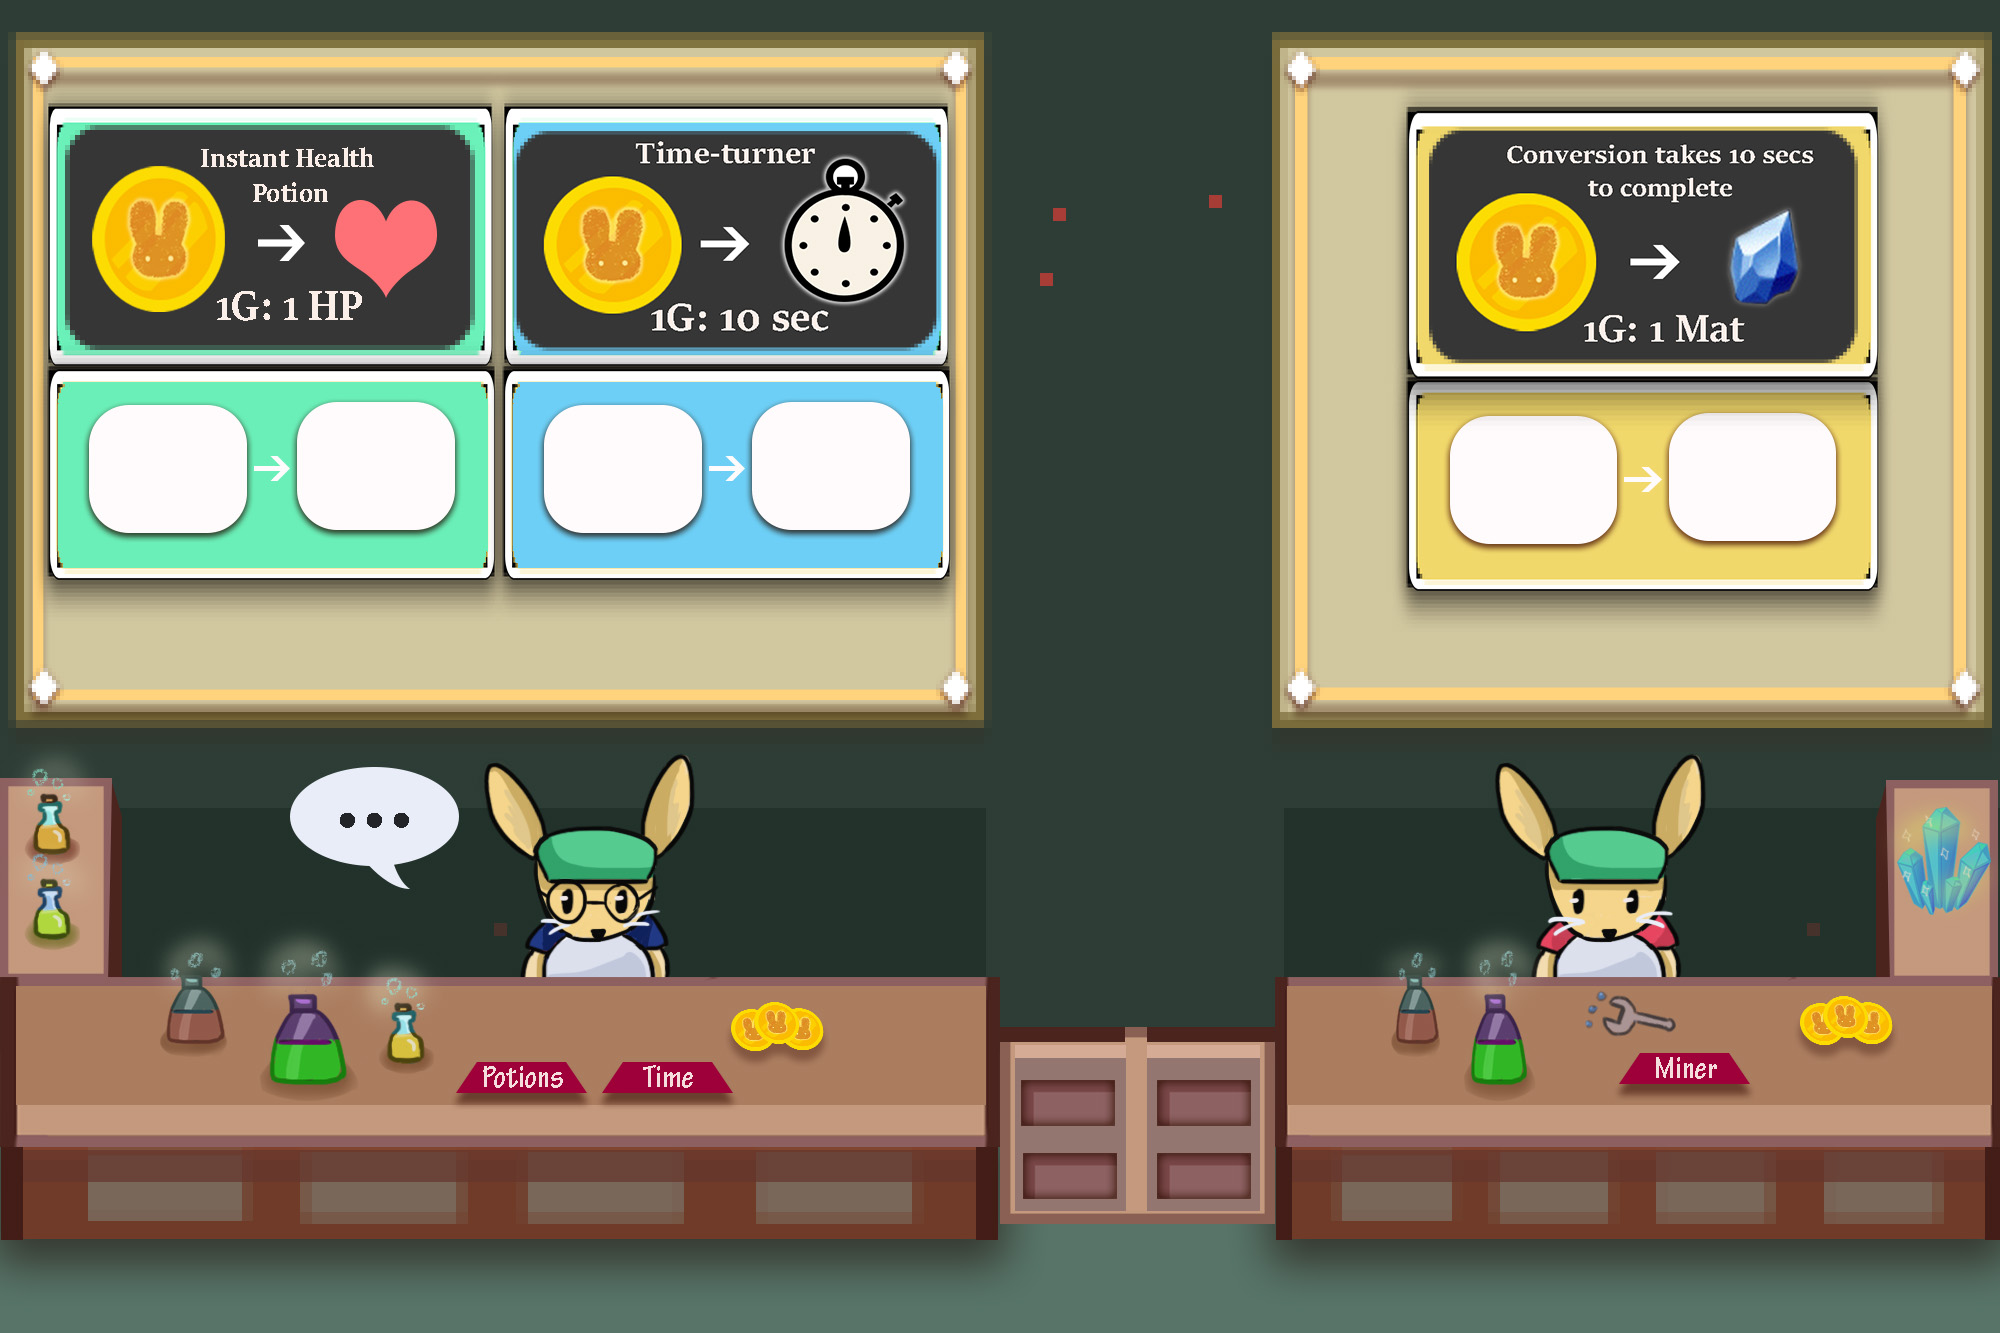 Instant Health
Potion
1G: 1 HP
Time-turner
1G: 10 sec
Conversion takes 10 secs
to complete
1G: 1 Mat
Potions
Time
Miner